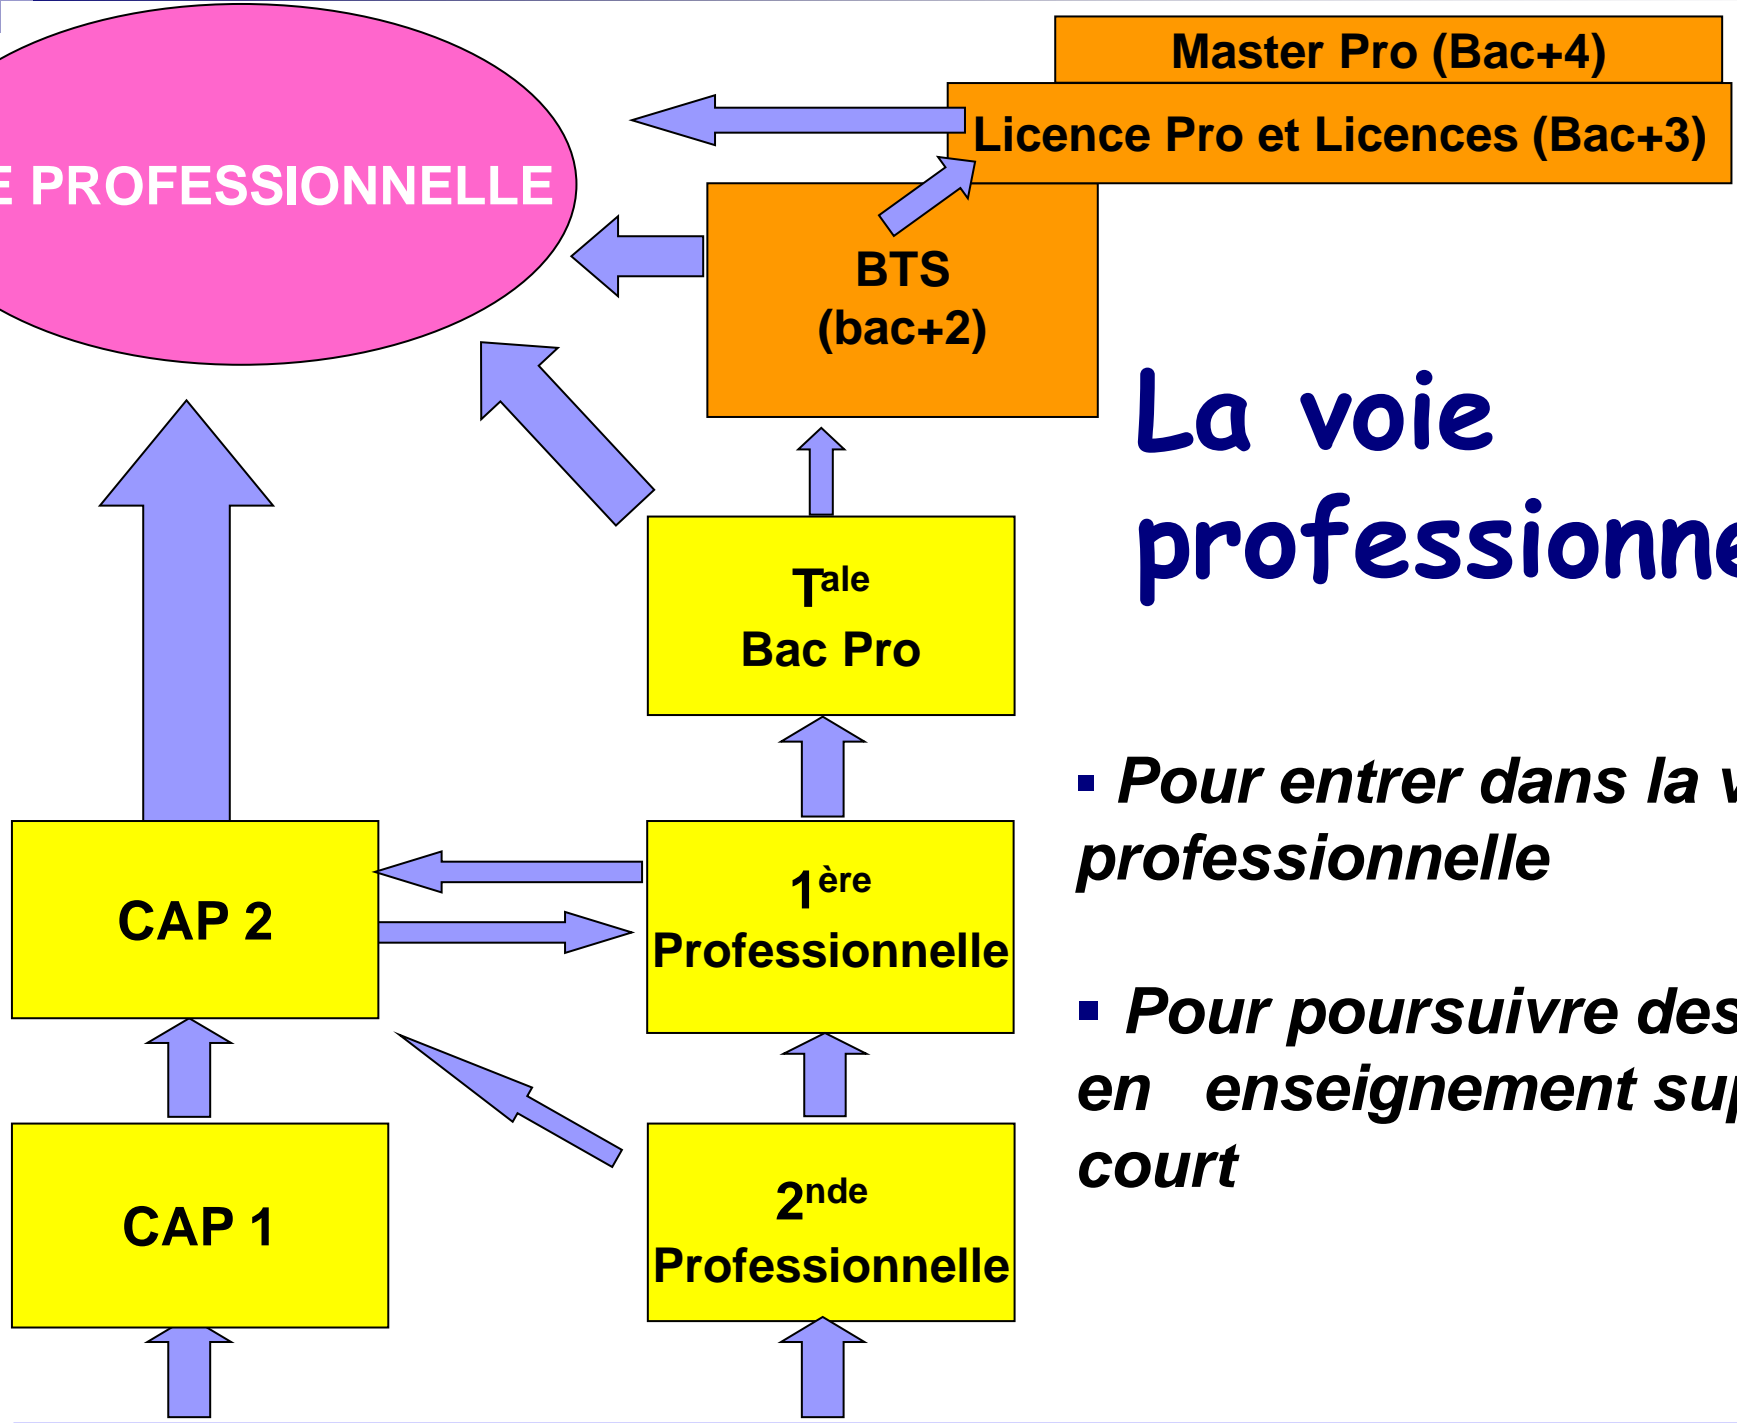 Master Pro (Bac+4)
Licence Pro et Licences (Bac+3)
E PROFESSIONNELLE
BTS
(bac+2)
La voie
professionne
Tale
Bac Pro
Pour entrer dans la v
professionnelle
CAP 2
1ère
Professionnelle
Pour poursuivre des
en enseignement sup
court
CAP 1
2nde
Professionnelle